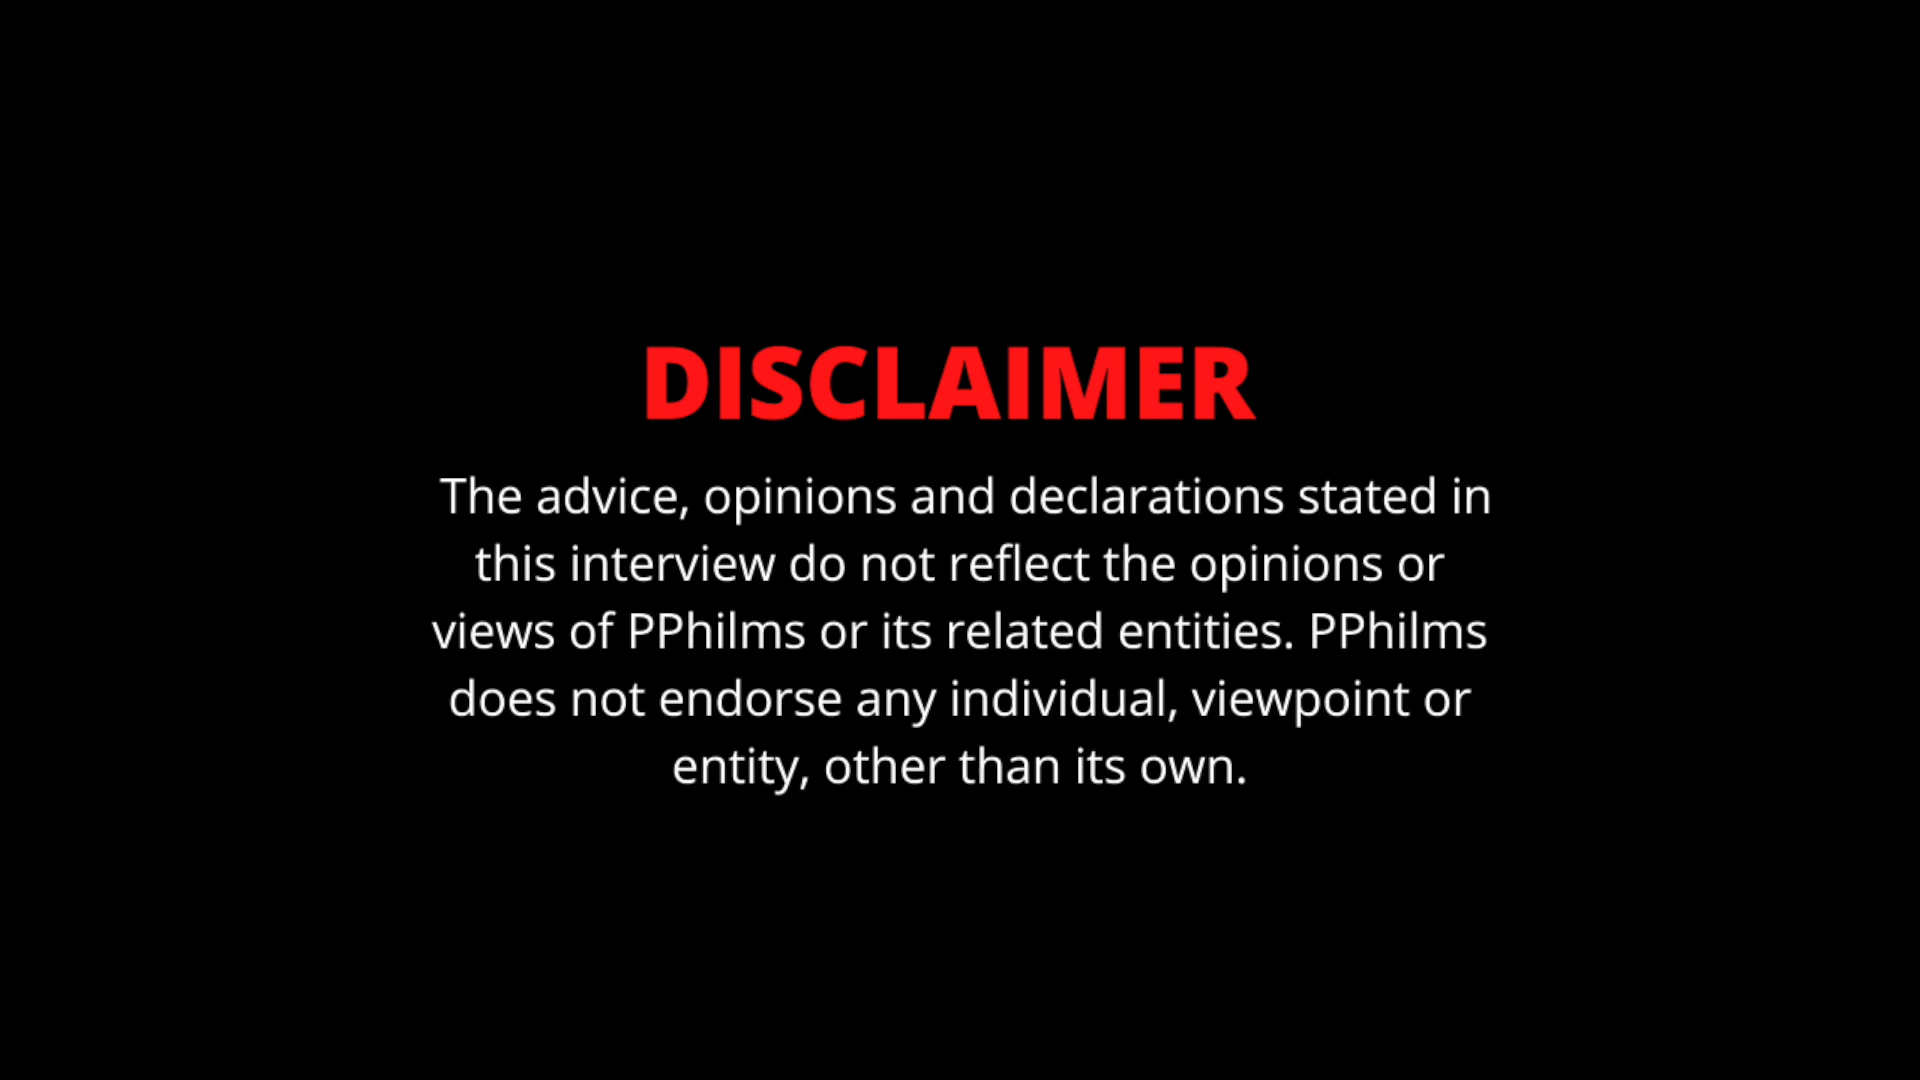 DISCLAIMER
The advice, opinions and declarations stated in
this interview do not reflect the opinions or
views of PPhilms or its related entities. PPhilms
does not endorse any individual, viewpoint or
entity, other than its own.